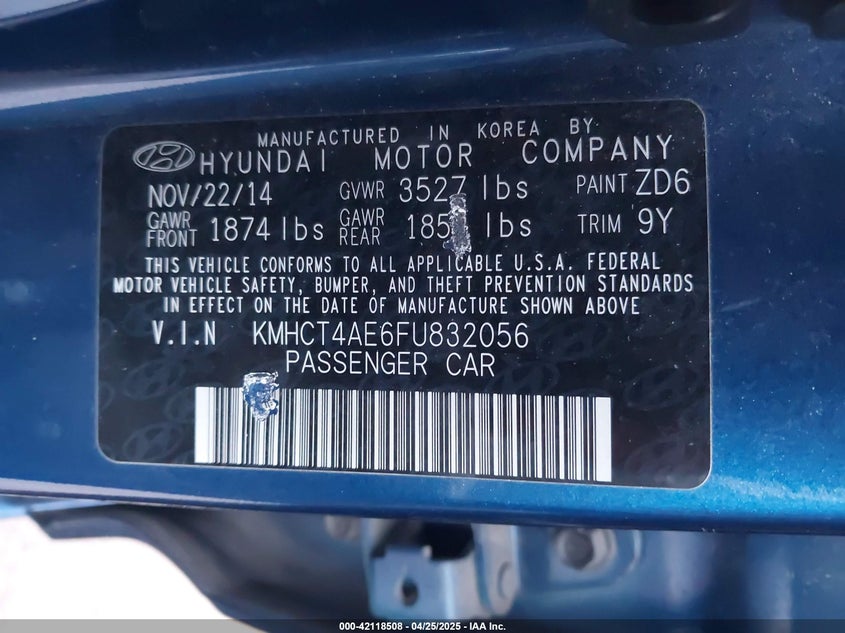 MANUFACTURED IN KOREA BY
HYUNDAI MOTOR COMPANY
NOV/22/14 GVWR 3527 lbs PAINT ZD6
GAWR FRONT 1874 lbs GAWR REAR lbs TRIM 9Y
THIS VEHICLE CONFORMS TO ALL APPLICABLE U.S.A. FEDERAL
MOTOR VEHICLE SAFETY, BUMPER, AND THEFT PREVENTION STANDARDS
IN EFFECT ON THE DATE OF MANUFACTURE SHOWN ABOVE
V.I.N KMHCT4AE6FU832056
PASSENGER CAR
000-42118508 - 04/25/2025 - IAA Inc.